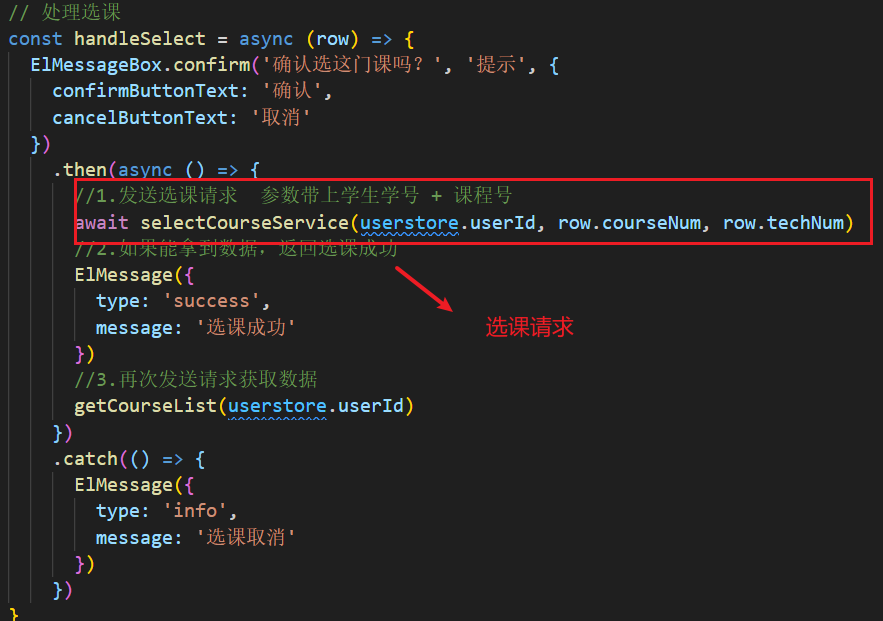 // 处理选课
const handleSelect = async (row) => {
  ElMessageBox.confirm('确认选这门课吗？', '提示', {
    confirmButtonText: '确认',
    cancelButtonText: '取消'
  })
    .then(async () => {
      //1.发送选课请求  参数带上学生学号 + 课程号
      await selectCourseService(userstore.userId, row.courseNum, row.techNum)
      //2.如果能拿到数据，返回选课成功
      ElMessage({
        type: 'success',
        message: '选课成功'
      })
      选课请求
      //3.再次发送请求获取数据
      getCourseList(userstore.userId)
    })
    .catch(() => {
      ElMessage({
        type: 'info',
        message: '选课取消'
      })
    })
}